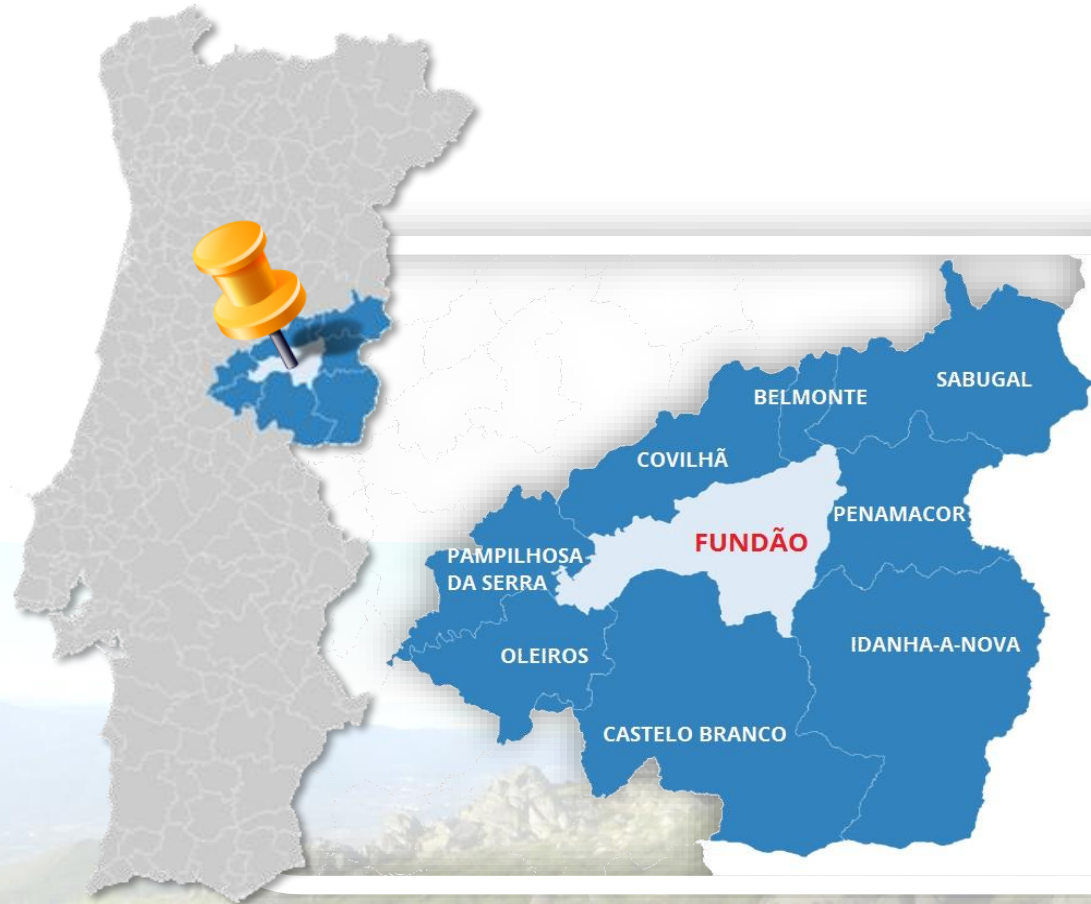 SABUGAL
BELMONTE
COVILHÃ
PENAMACOR
FUNDÃO
PAMPILHOSA
DA SERRA
IDANHA-A-NOVA
OLEIROS
CASTELO BRANCO